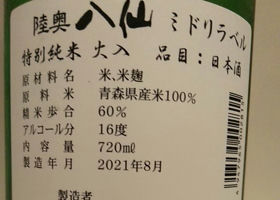 陸奥八仙 ミドリラベル
特別純米 火入 品目：日本酒
原材料名 米、米麹
原料米 青森県産米100%
精米歩合 60%
アルコール分 16度
内容量 720ml
製造年月 2021年8月
製造者